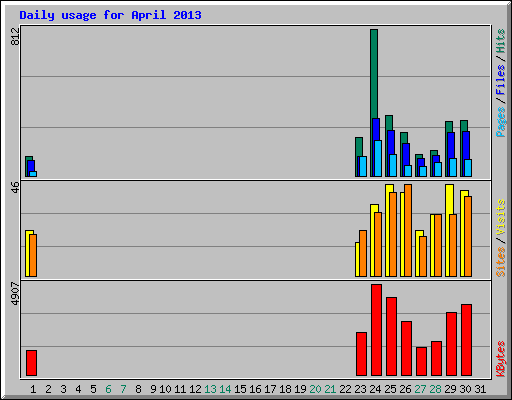 Daily usage for April 2013
812
Pages / Files / Hits
46
Sites / Visits
4907
KBytes
1 2 3 4 5 6 7 8 9 10 11 12 13 14 15 16 17 18 19 20 21 22 23 24 25 26 27 28 29 30 31